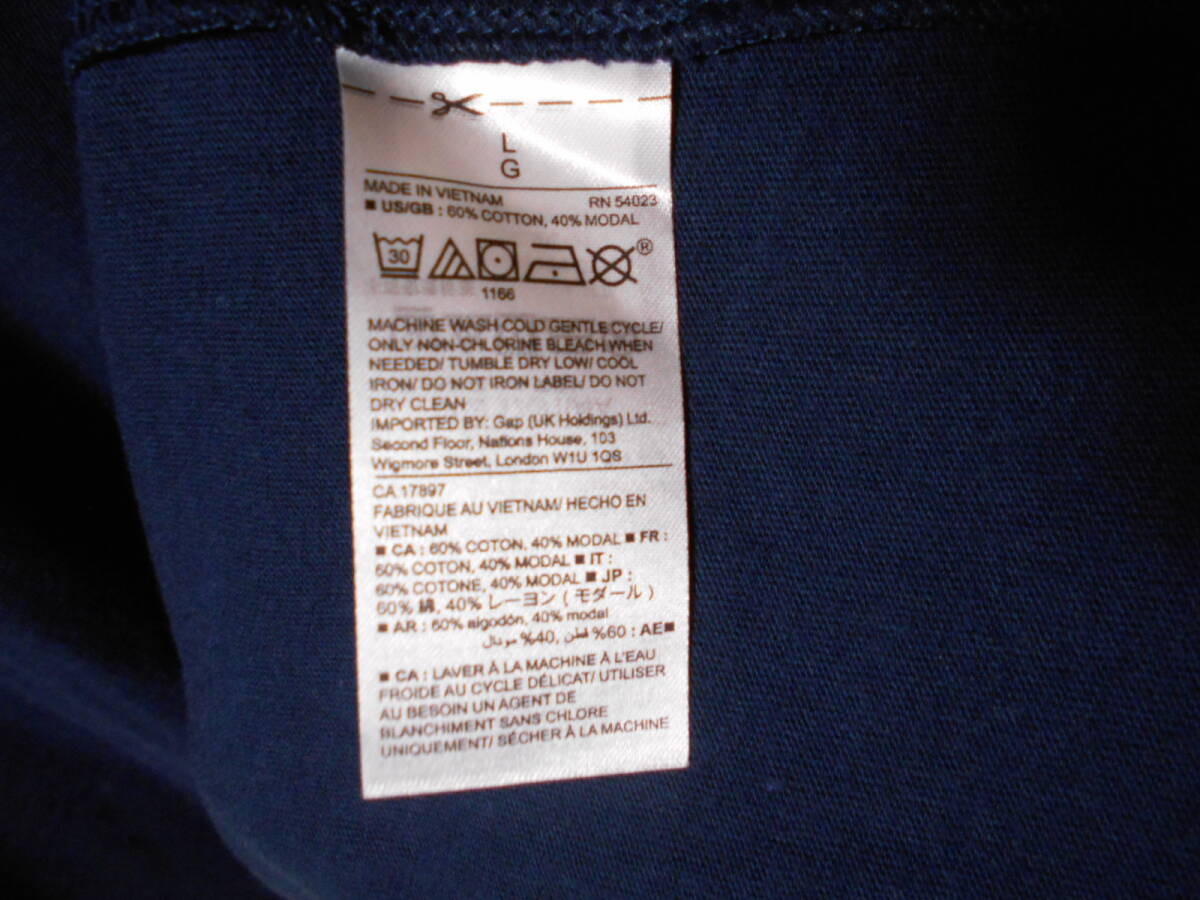 L
G
MADE IN VIETNAM RN 54023
■ US/GB : 60% COTTON, 40% MODAL
30 ®
1166
MACHINE WASH COLD GENTLE CYCLE/
ONLY NON-CHLORINE BLEACH WHEN
NEEDED/ TUMBLE DRY LOW/ COOL
IRON/ DO NOT IRON LABEL/ DO NOT
DRY CLEAN
IMPORTED BY: Gap (UK Holdings) Ltd.
Second Floor, Nations House, 103
Wigmore Street, London W1U 1QS
CA 17897
FABRIQUE AU VIETNAM/ HECHO EN
VIETNAM
■ CA : 60% COTON, 40% MODAL ■ FR :
60% COTON, 40% MODAL ■ IT :
60% COTONE, 40% MODAL ■ JP :
60% 綿, 40% レーヨン ( モダール )
■ AR : 60% algodón, 40% modal
■AE : 60% قطن, 40% مودال
■ CA : LAVER À LA MACHINE À L'EAU
FROIDE AU CYCLE DÉLICAT/ UTILISER
AU BESOIN UN AGENT DE
BLANCHIMENT SANS CHLORE
UNIQUEMENT/ SÉCHER À LA MACHINE